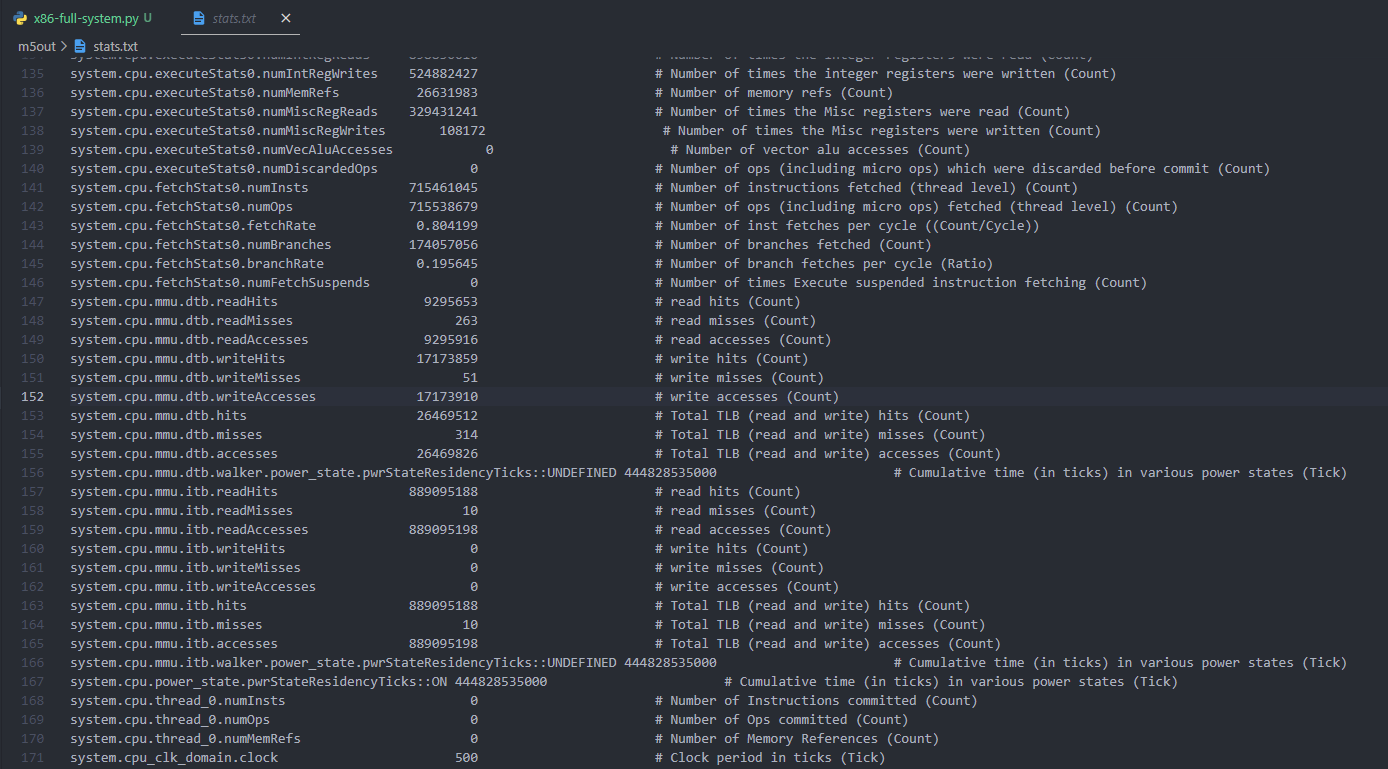 x86-full-system.py U
stats.txt
m5out > stats.txt
135 system.cpu.executeStats0.numIntRegWrites 524882427 # Number of times the integer registers were written (Count)
136 system.cpu.executeStats0.numMemRefs 26631983 # Number of memory refs (Count)
137 system.cpu.executeStats0.numMiscRegReads 329431241 # Number of times the Misc registers were read (Count)
138 system.cpu.executeStats0.numMiscRegWrites 108172 # Number of times the Misc registers were written (Count)
139 system.cpu.executeStats0.numVecAluAccesses 0 # Number of vector alu accesses (Count)
140 system.cpu.executeStats0.numDiscardedOps 0 # Number of ops (including micro ops) which were discarded before commit (Count)
141 system.cpu.fetchStats0.numInsts 715461045 # Number of instructions fetched (thread level) (Count)
142 system.cpu.fetchStats0.numOps 715538679 # Number of ops (including micro ops) fetched (thread level) (Count)
143 system.cpu.fetchStats0.fetchRate 0.804199 # Number of inst fetches per cycle ((Count/Cycle))
144 system.cpu.fetchStats0.numBranches 174057056 # Number of branches fetched (Count)
145 system.cpu.fetchStats0.branchRate 0.195645 # Number of branch fetches per cycle (Ratio)
146 system.cpu.fetchStats0.numFetchSuspends 0 # Number of times Execute suspended instruction fetching (Count)
147 system.cpu.mmu.dtb.readHits 9295653 # read hits (Count)
148 system.cpu.mmu.dtb.readMisses 263 # read misses (Count)
149 system.cpu.mmu.dtb.readAccesses 9295916 # read accesses (Count)
150 system.cpu.mmu.dtb.writeHits 17173859 # write hits (Count)
151 system.cpu.mmu.dtb.writeMisses 51 # write misses (Count)
152 system.cpu.mmu.dtb.writeAccesses 17173910 # write accesses (Count)
153 system.cpu.mmu.dtb.hits 26469512 # Total TLB (read and write) hits (Count)
154 system.cpu.mmu.dtb.misses 314 # Total TLB (read and write) misses (Count)
155 system.cpu.mmu.dtb.accesses 26469826 # Total TLB (read and write) accesses (Count)
156 system.cpu.mmu.dtb.walker.power_state.pwrStateResidencyTicks::UNDEFINED 444828535000 # Cumulative time (in ticks) in various power states (Tick)
157 system.cpu.mmu.itb.readHits 889095188 # read hits (Count)
158 system.cpu.mmu.itb.readMisses 10 # read misses (Count)
159 system.cpu.mmu.itb.readAccesses 889095198 # read accesses (Count)
160 system.cpu.mmu.itb.writeHits 0 # write hits (Count)
161 system.cpu.mmu.itb.writeMisses 0 # write misses (Count)
162 system.cpu.mmu.itb.writeAccesses 0 # write accesses (Count)
163 system.cpu.mmu.itb.hits 889095188 # Total TLB (read and write) hits (Count)
164 system.cpu.mmu.itb.misses 10 # Total TLB (read and write) misses (Count)
165 system.cpu.mmu.itb.accesses 889095198 # Total TLB (read and write) accesses (Count)
166 system.cpu.mmu.itb.walker.power_state.pwrStateResidencyTicks::UNDEFINED 444828535000 # Cumulative time (in ticks) in various power states (Tick)
167 system.cpu.power_state.pwrStateResidencyTicks::ON 444828535000 # Cumulative time (in ticks) in various power states (Tick)
168 system.cpu.thread_0.numInsts 0 # Number of Instructions committed (Count)
169 system.cpu.thread_0.numOps 0 # Number of Ops committed (Count)
170 system.cpu.thread_0.numMemRefs 0 # Number of Memory References (Count)
171 system.cpu_clk_domain.clock 500 # Clock period in ticks (Tick)